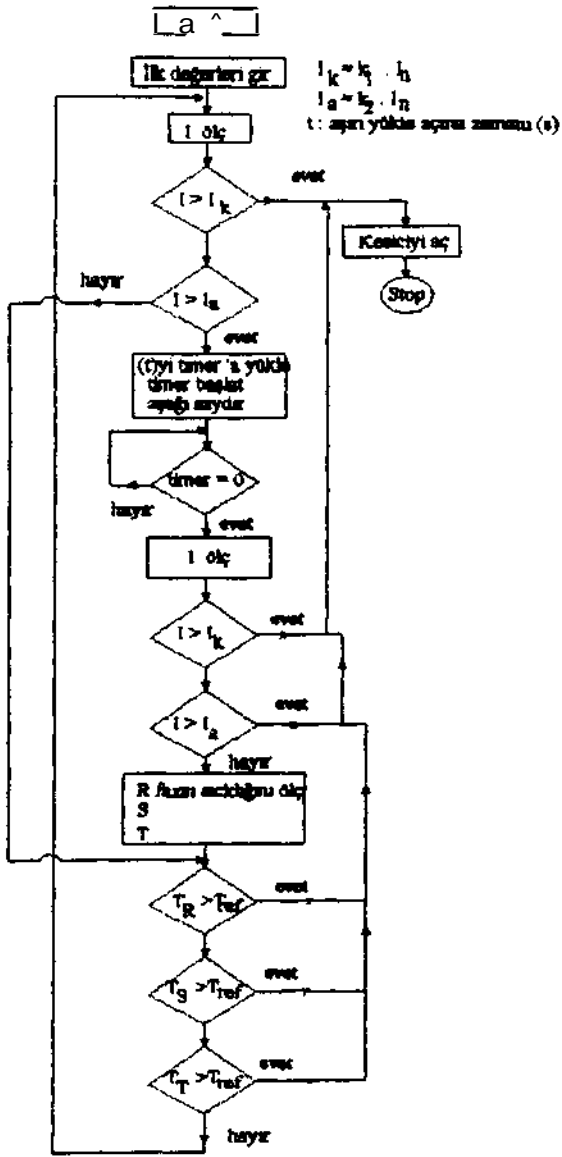 İlk değerleri gir
I_k = k_1 . I_n
I_a = k_2 . I_n
t : aşırı yükte açma zamanı (s)
I ölç
I > I_k
evet
Kesiciyi aç
Stop
I > I_a
hayır
evet
(t)yi timer 'a yükle
timer başlat
aşağı saydır
timer = 0
hayır
evet
I ölç
I > I_k
evet
I > I_a
evet
hayır
R fazın sıcklığını ölç
S
T
T_R > T_ref
evet
T_S > T_ref
evet
T_T > T_ref
evet
hayır